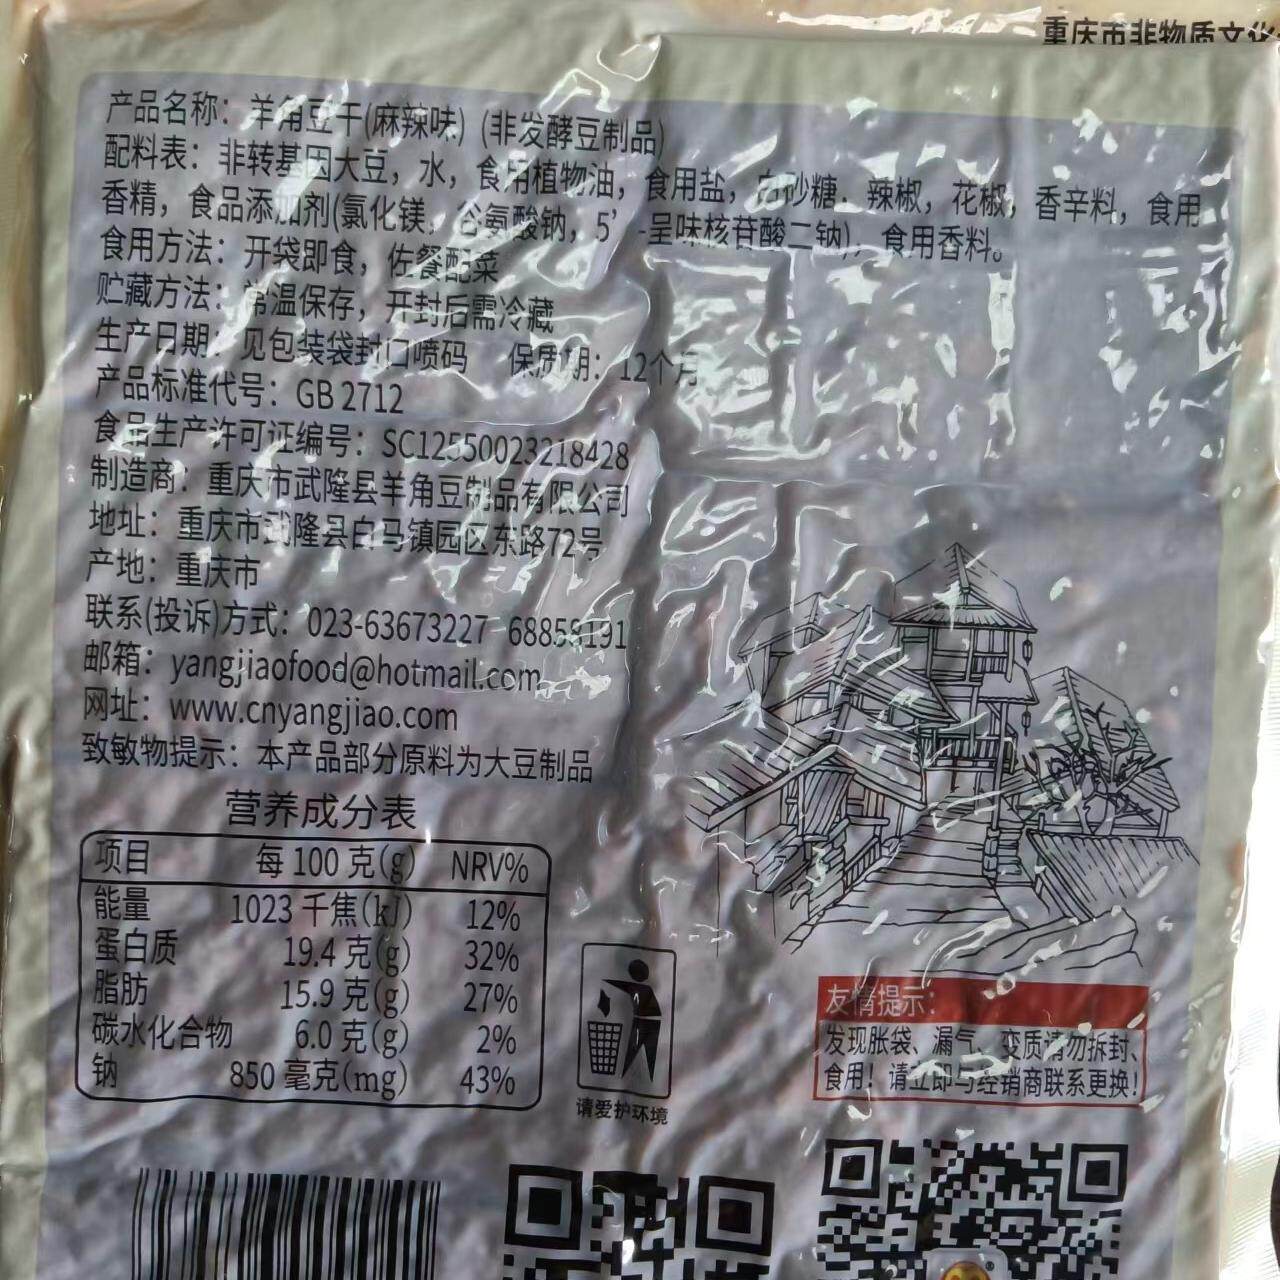 重庆市非物质文化
产品名称：羊角豆干(麻辣味) (非发酵豆制品)
配料表：非转基因大豆，水，食用植物油，食用盐，白砂糖，辣椒，花椒，香辛料，食用
香精，食品添加剂(氯化镁，谷氨酸钠，5’-呈味核苷酸二钠)，食用香料。
食用方法：开袋即食，佐餐配菜
贮藏方法：常温保存，开封后需冷藏
生产日期：见包装袋封口喷码 保质期：12个月
产品标准代号：GB 2712
食品生产许可证编号：SC12550023218428
制造商：重庆市武隆县羊角豆制品有限公司
地址：重庆市武隆县白马镇园区东路72号
产地：重庆市
联系(投诉)方式：023-63673227 68859191
邮箱：yangjiaofood@hotmail.com
网址：www.cnyangjiao.com
致敏物提示：本产品部分原料为大豆制品
营养成分表
项目 每 100 克(g) NRV%
能量 1023 千焦(kJ) 12%
蛋白质 19.4 克(g) 32%
脂肪 15.9 克(g) 27%
碳水化合物 6.0 克(g) 2%
钠 850 毫克(mg) 43%
请爱护环境
友情提示：
发现胀袋、漏气、变质请勿拆封、
食用！请立即与经销商联系更换！